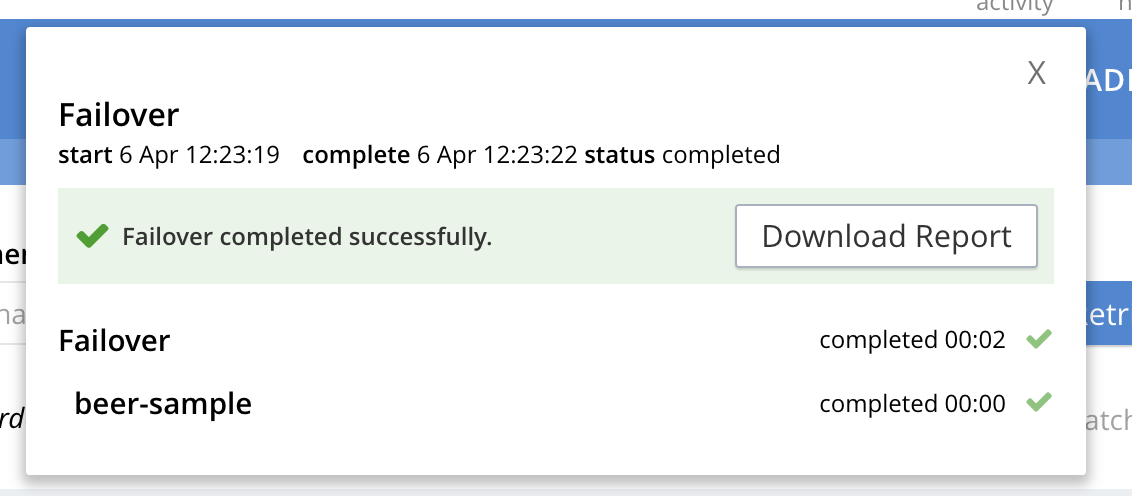 activity
X
Failover
start 6 Apr 12:23:19 complete 6 Apr 12:23:22 status completed
Failover completed successfully.
Download Report
Failover
completed 00:02
beer-sample
completed 00:00